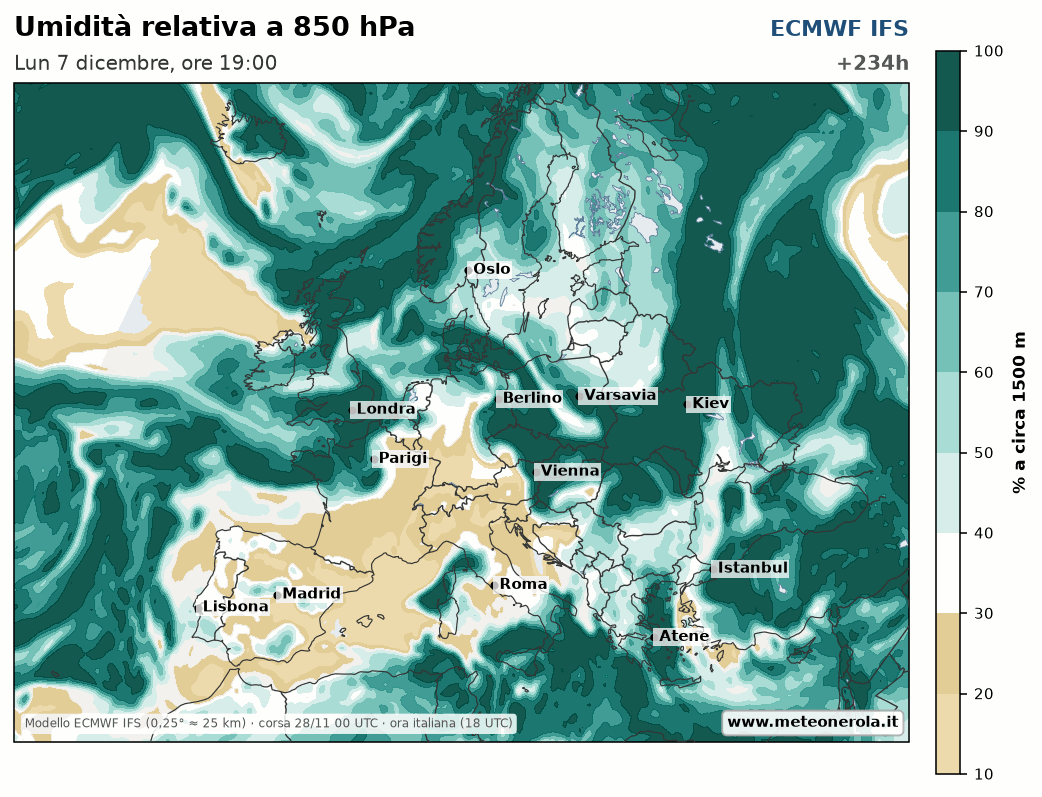 Umidità relativa a 850 hPa
ECMWF IFS
Lun 7 dicembre, ore 19:00
+234h
100
90
80
70
60
50
40
30
20
10
% a circa 1500 m
Oslo
Londra
Berlino
Varsavia
Kiev
Parigi
Vienna
Istanbul
Roma
Madrid
Lisbona
Atene
Modello ECMWF IFS (0,25° ≈ 25 km) · corsa 28/11 00 UTC · ora italiana (18 UTC)
www.meteonerola.it